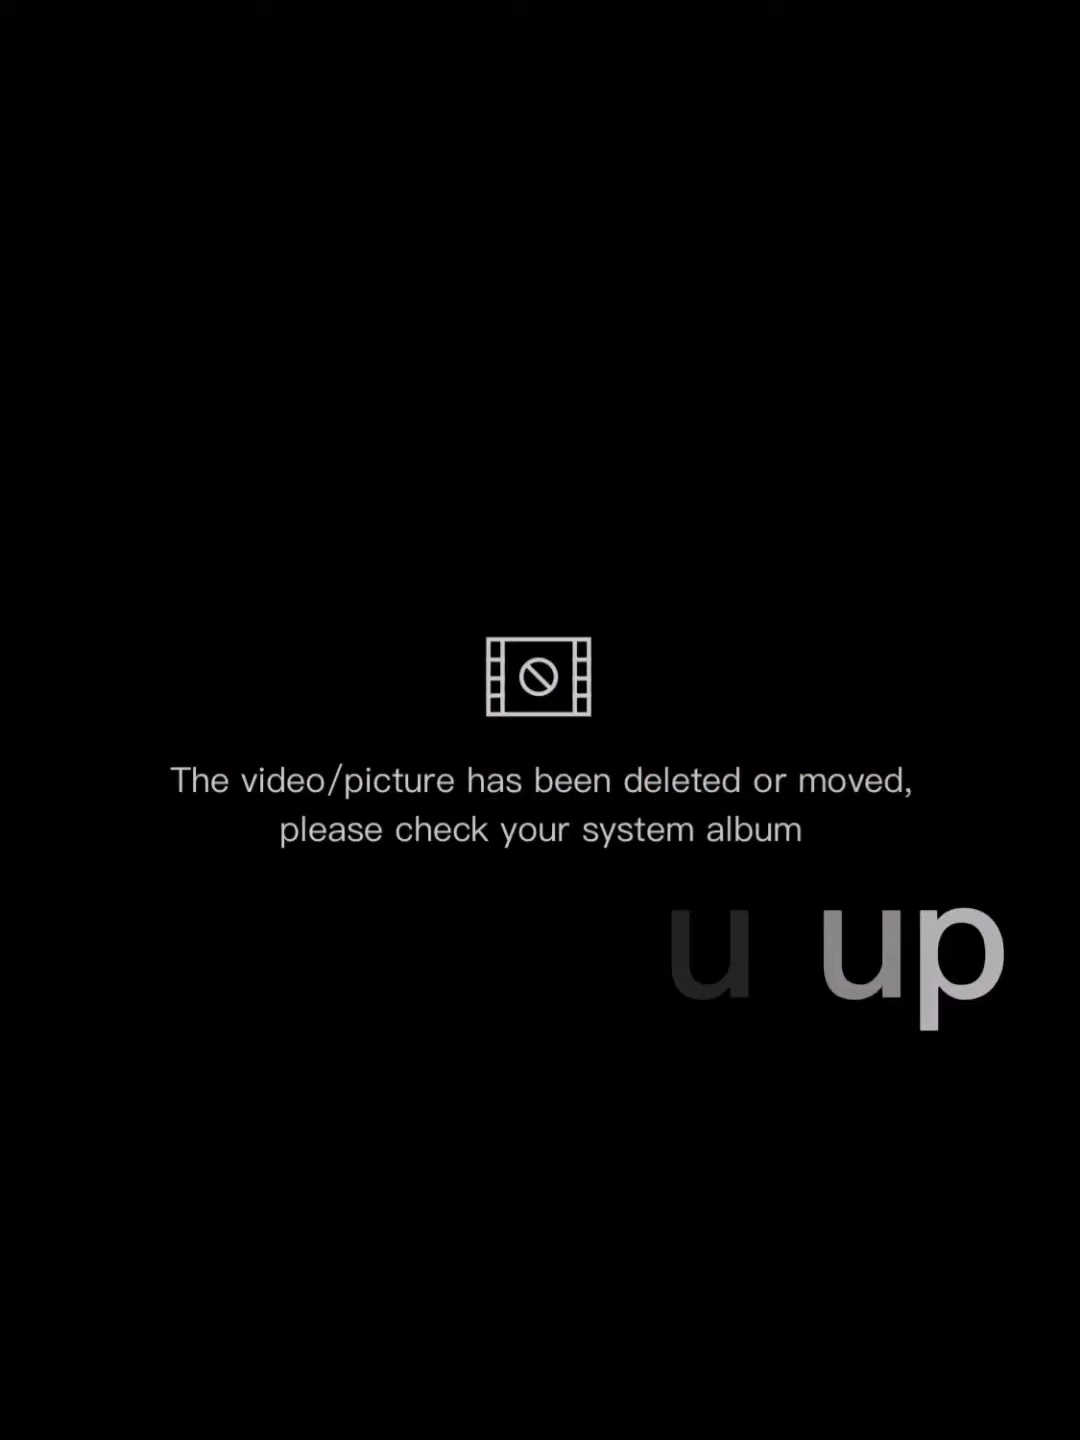 The video/picture has been deleted or moved,
please check your system album
u up